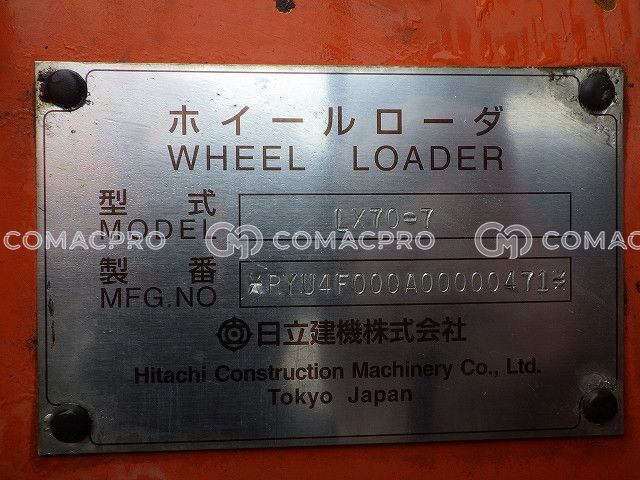 ホイールローダ
WHEEL LOADER
型式
MODEL LX70-7
製番
MFG.NO *RYU4F000A00000471*
日立建機株式会社
Hitachi Construction Machinery Co., Ltd.
Tokyo Japan
COMACPRO COMACPRO COMACPRO